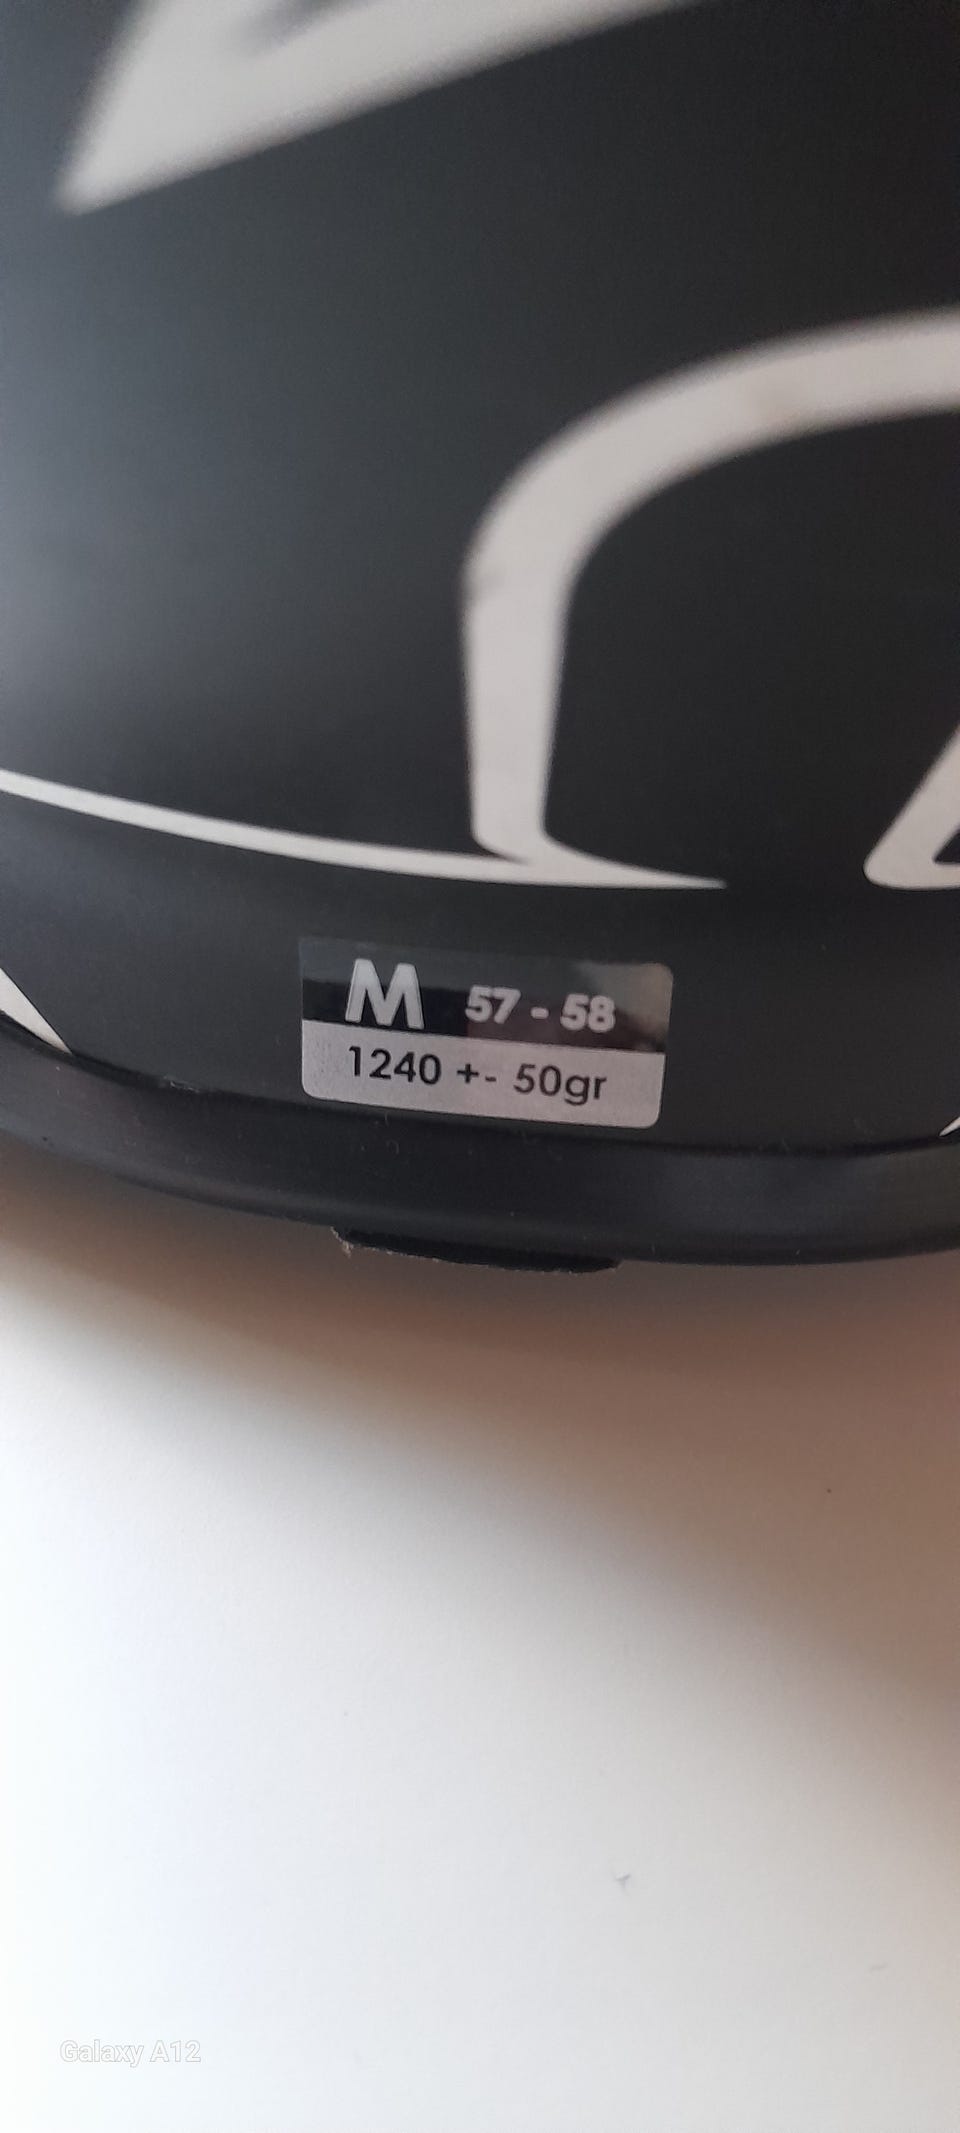 M 57 - 58
1240 +- 50gr
Galaxy A12